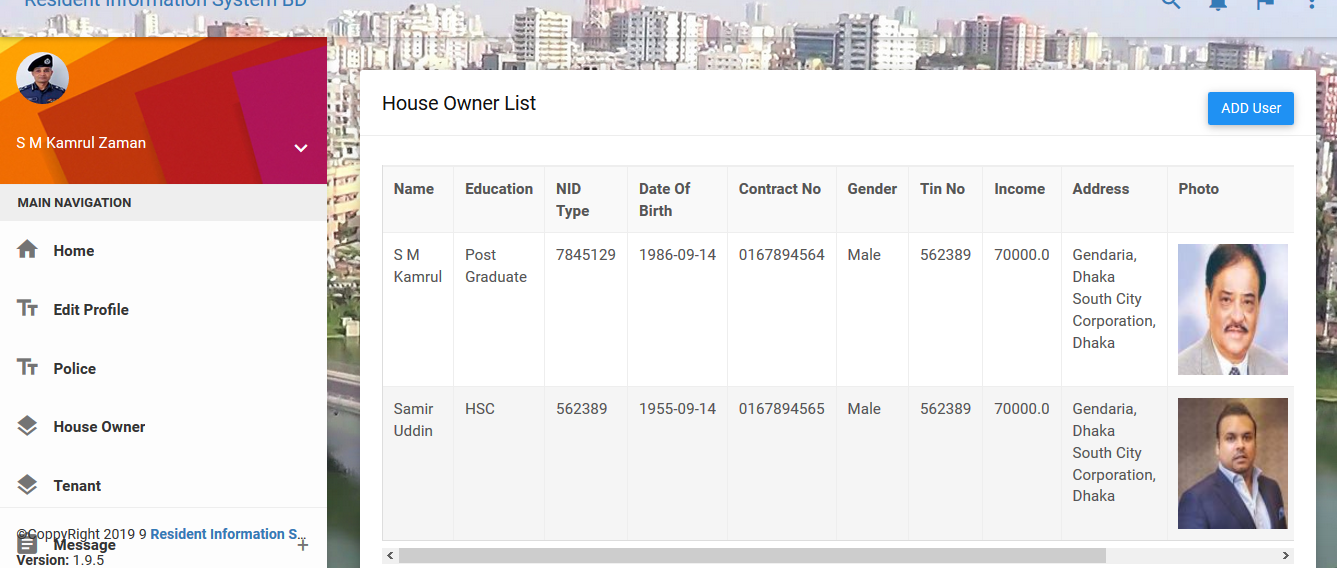 Resident Information System BD
S M Kamrul Zaman
MAIN NAVIGATION
Home
Edit Profile
Police
House Owner
Tenant
Message +
©CoppyRight 2019 9 Resident Information S...
Version: 1.9.5
House Owner List
ADD User
Name Education NID Contract No Gender Tin No Income Address Photo
Type
Date Of
Birth
S M Post 7845129 1986-09-14 0167894564 Male 562389 70000.0 Gendaria,
Kamrul Graduate Dhaka
South City
Corporation,
Dhaka
Samir HSC 562389 1955-09-14 0167894565 Male 562389 70000.0 Gendaria,
Uddin Dhaka
South City
Corporation,
Dhaka